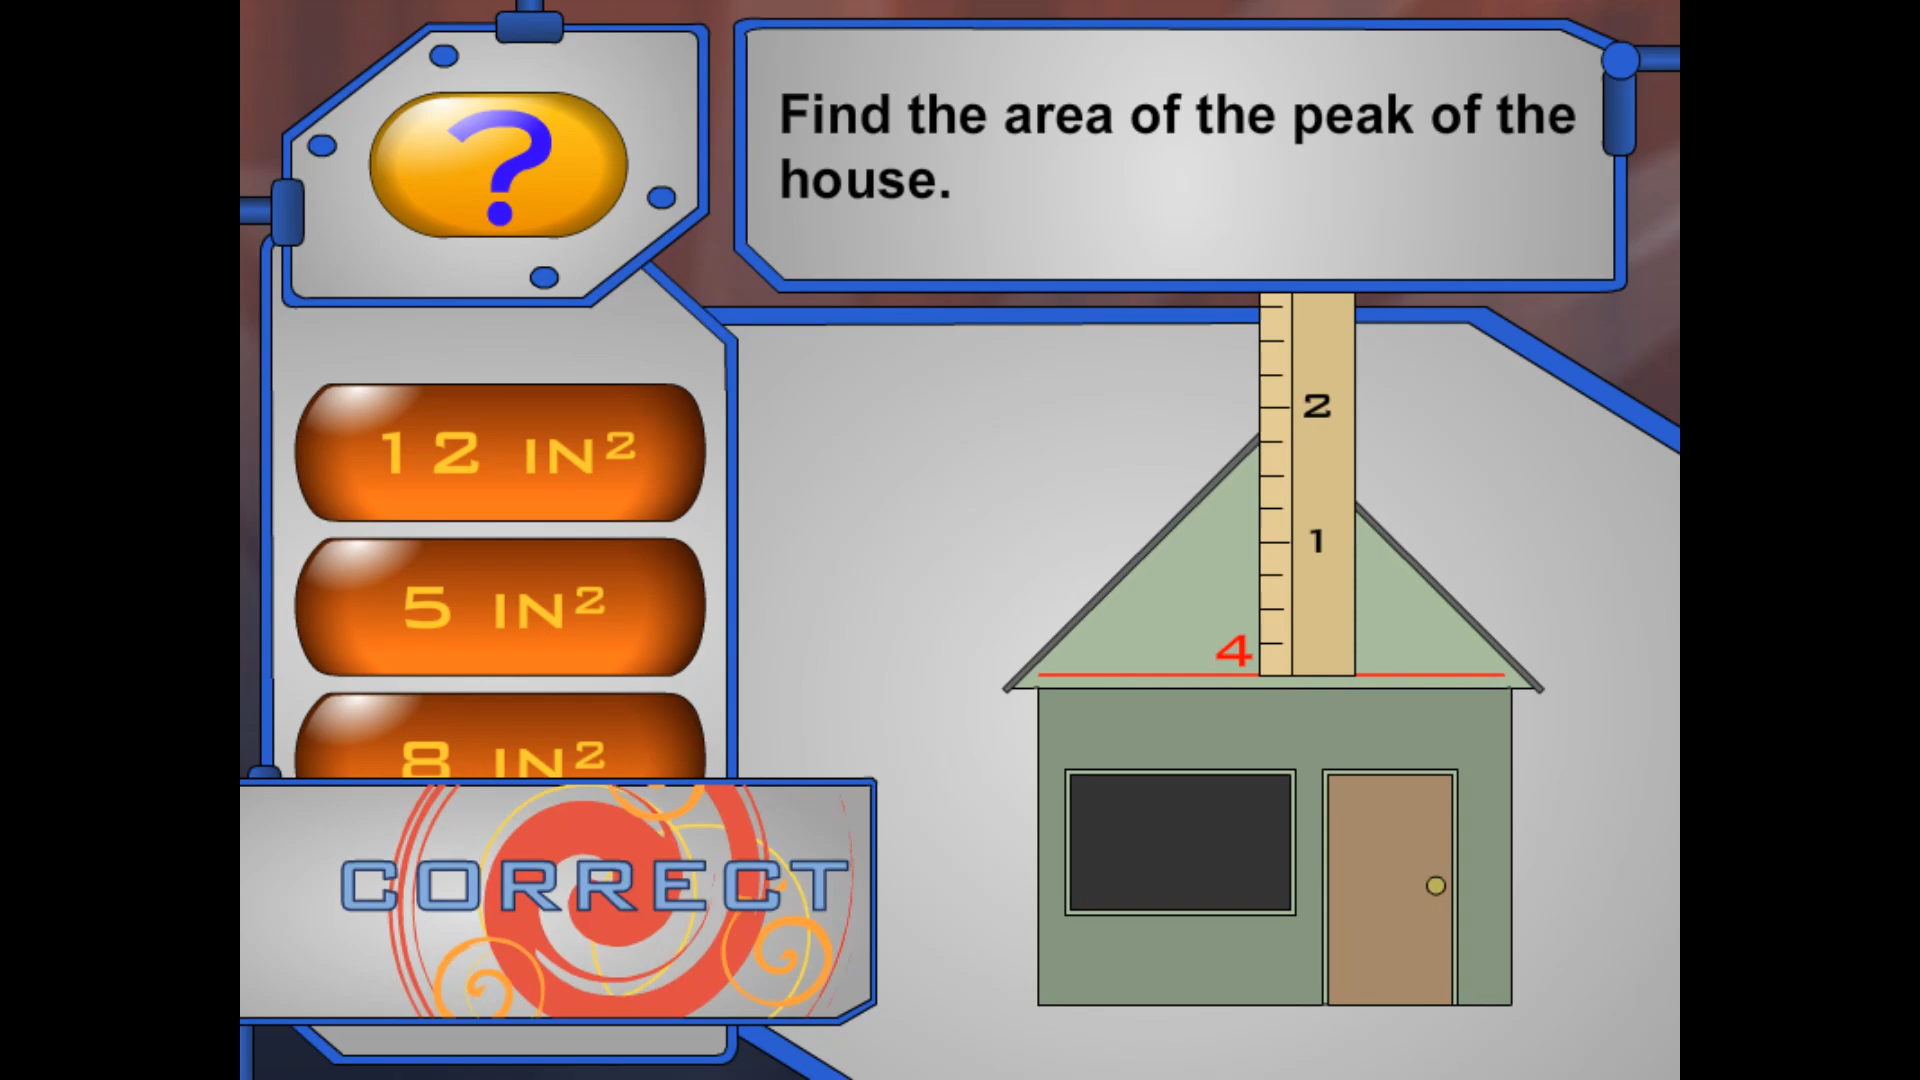 ?
Find the area of the peak of the
house.
12 IN²
5 IN²
8 IN²
2
1
4
CORRECT